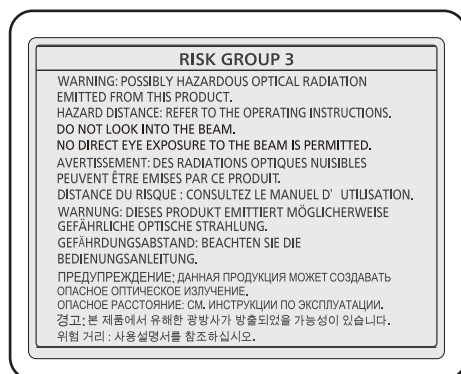 RISK GROUP 3
WARNING: POSSIBLY HAZARDOUS OPTICAL RADIATION
EMITTED FROM THIS PRODUCT.
HAZARD DISTANCE: REFER TO THE OPERATING INSTRUCTIONS.
DO NOT LOOK INTO THE BEAM.
NO DIRECT EYE EXPOSURE TO THE BEAM IS PERMITTED.
AVERTISSEMENT: DES RADIATIONS OPTIQUES NUISIBLES
PEUVENT ÊTRE EMISES PAR CE PRODUIT.
DISTANCE DU RISQUE : CONSULTEZ LE MANUEL D' UTILISATION.
WARNUNG: DIESES PRODUKT EMITTIERT MÖGLICHERWEISE
GEFÄHRLICHE OPTISCHE STRAHLUNG.
GEFÄHRDUNGSABSTAND: BEACHTEN SIE DIE
BEDIENUNGSANLEITUNG.
ПРЕДУПРЕЖДЕНИЕ: ДАННАЯ ПРОДУКЦИЯ МОЖЕТ СОЗДАВАТЬ
ОПАСНОЕ ОПТИЧЕСКОЕ ИЗЛУЧЕНИЕ.
ОПАСНОЕ РАССТОЯНИЕ: СМ. ИНСТРУКЦИИ ПО ЭКСПЛУАТАЦИИ.
경고: 본 제품에서 유해한 광방사가 방출되었을 가능성이 있습니다.
위험 거리 : 사용설명서를 참조하십시오.